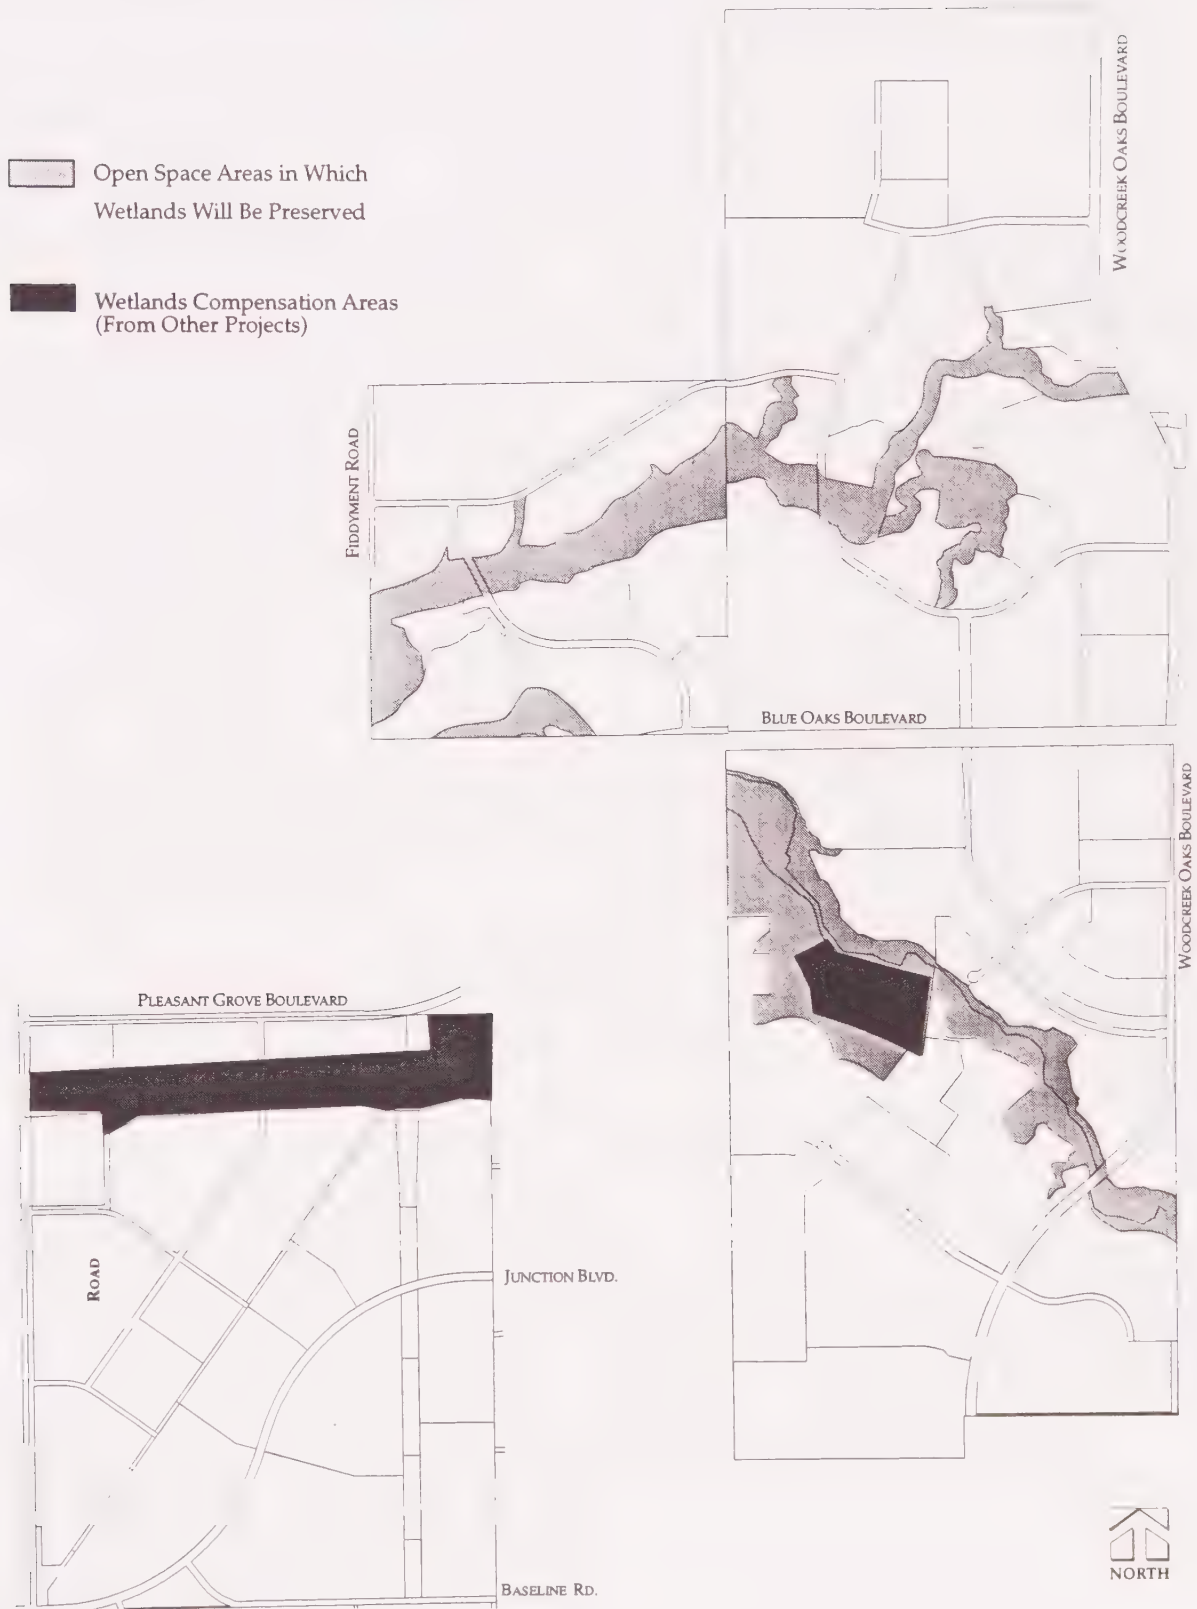 WOODCREEK OAKS BOULEVARD
Open Space Areas in Which
Wetlands Will Be Preserved
Wetlands Compensation Areas
(From Other Projects)
FIDDYMENT ROAD
BLUE OAKS BOULEVARD
WOODCREEK OAKS BOULEVARD
PLEASANT GROVE BOULEVARD
ROAD
JUNCTION BLVD.
BASELINE RD.
NORTH